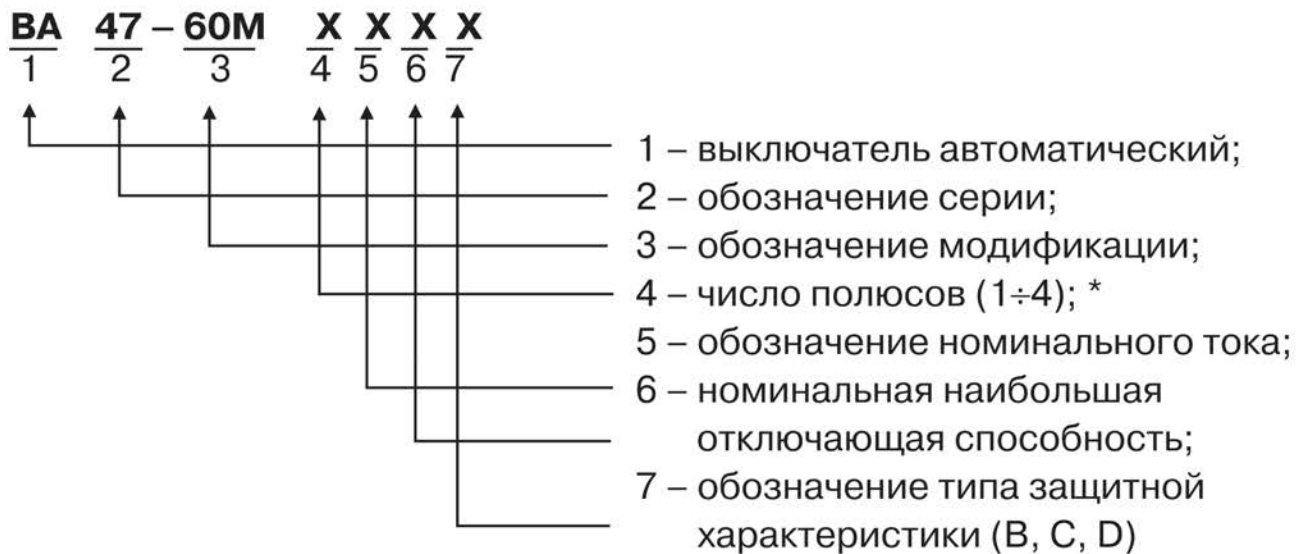 ВА 47 – 60М Х Х Х Х
1 2 3 4 5 6 7
1 – выключатель автоматический;
2 – обозначение серии;
3 – обозначение модификации;
4 – число полюсов (1÷4); *
5 – обозначение номинального тока;
6 – номинальная наибольшая
отключающая способность;
7 – обозначение типа защитной
характеристики (B, C, D)